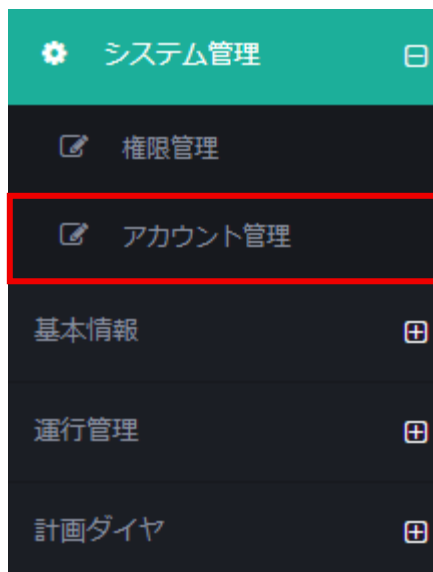 システム管理
権限管理
アカウント管理
基本情報
運行管理
計画ダイヤ